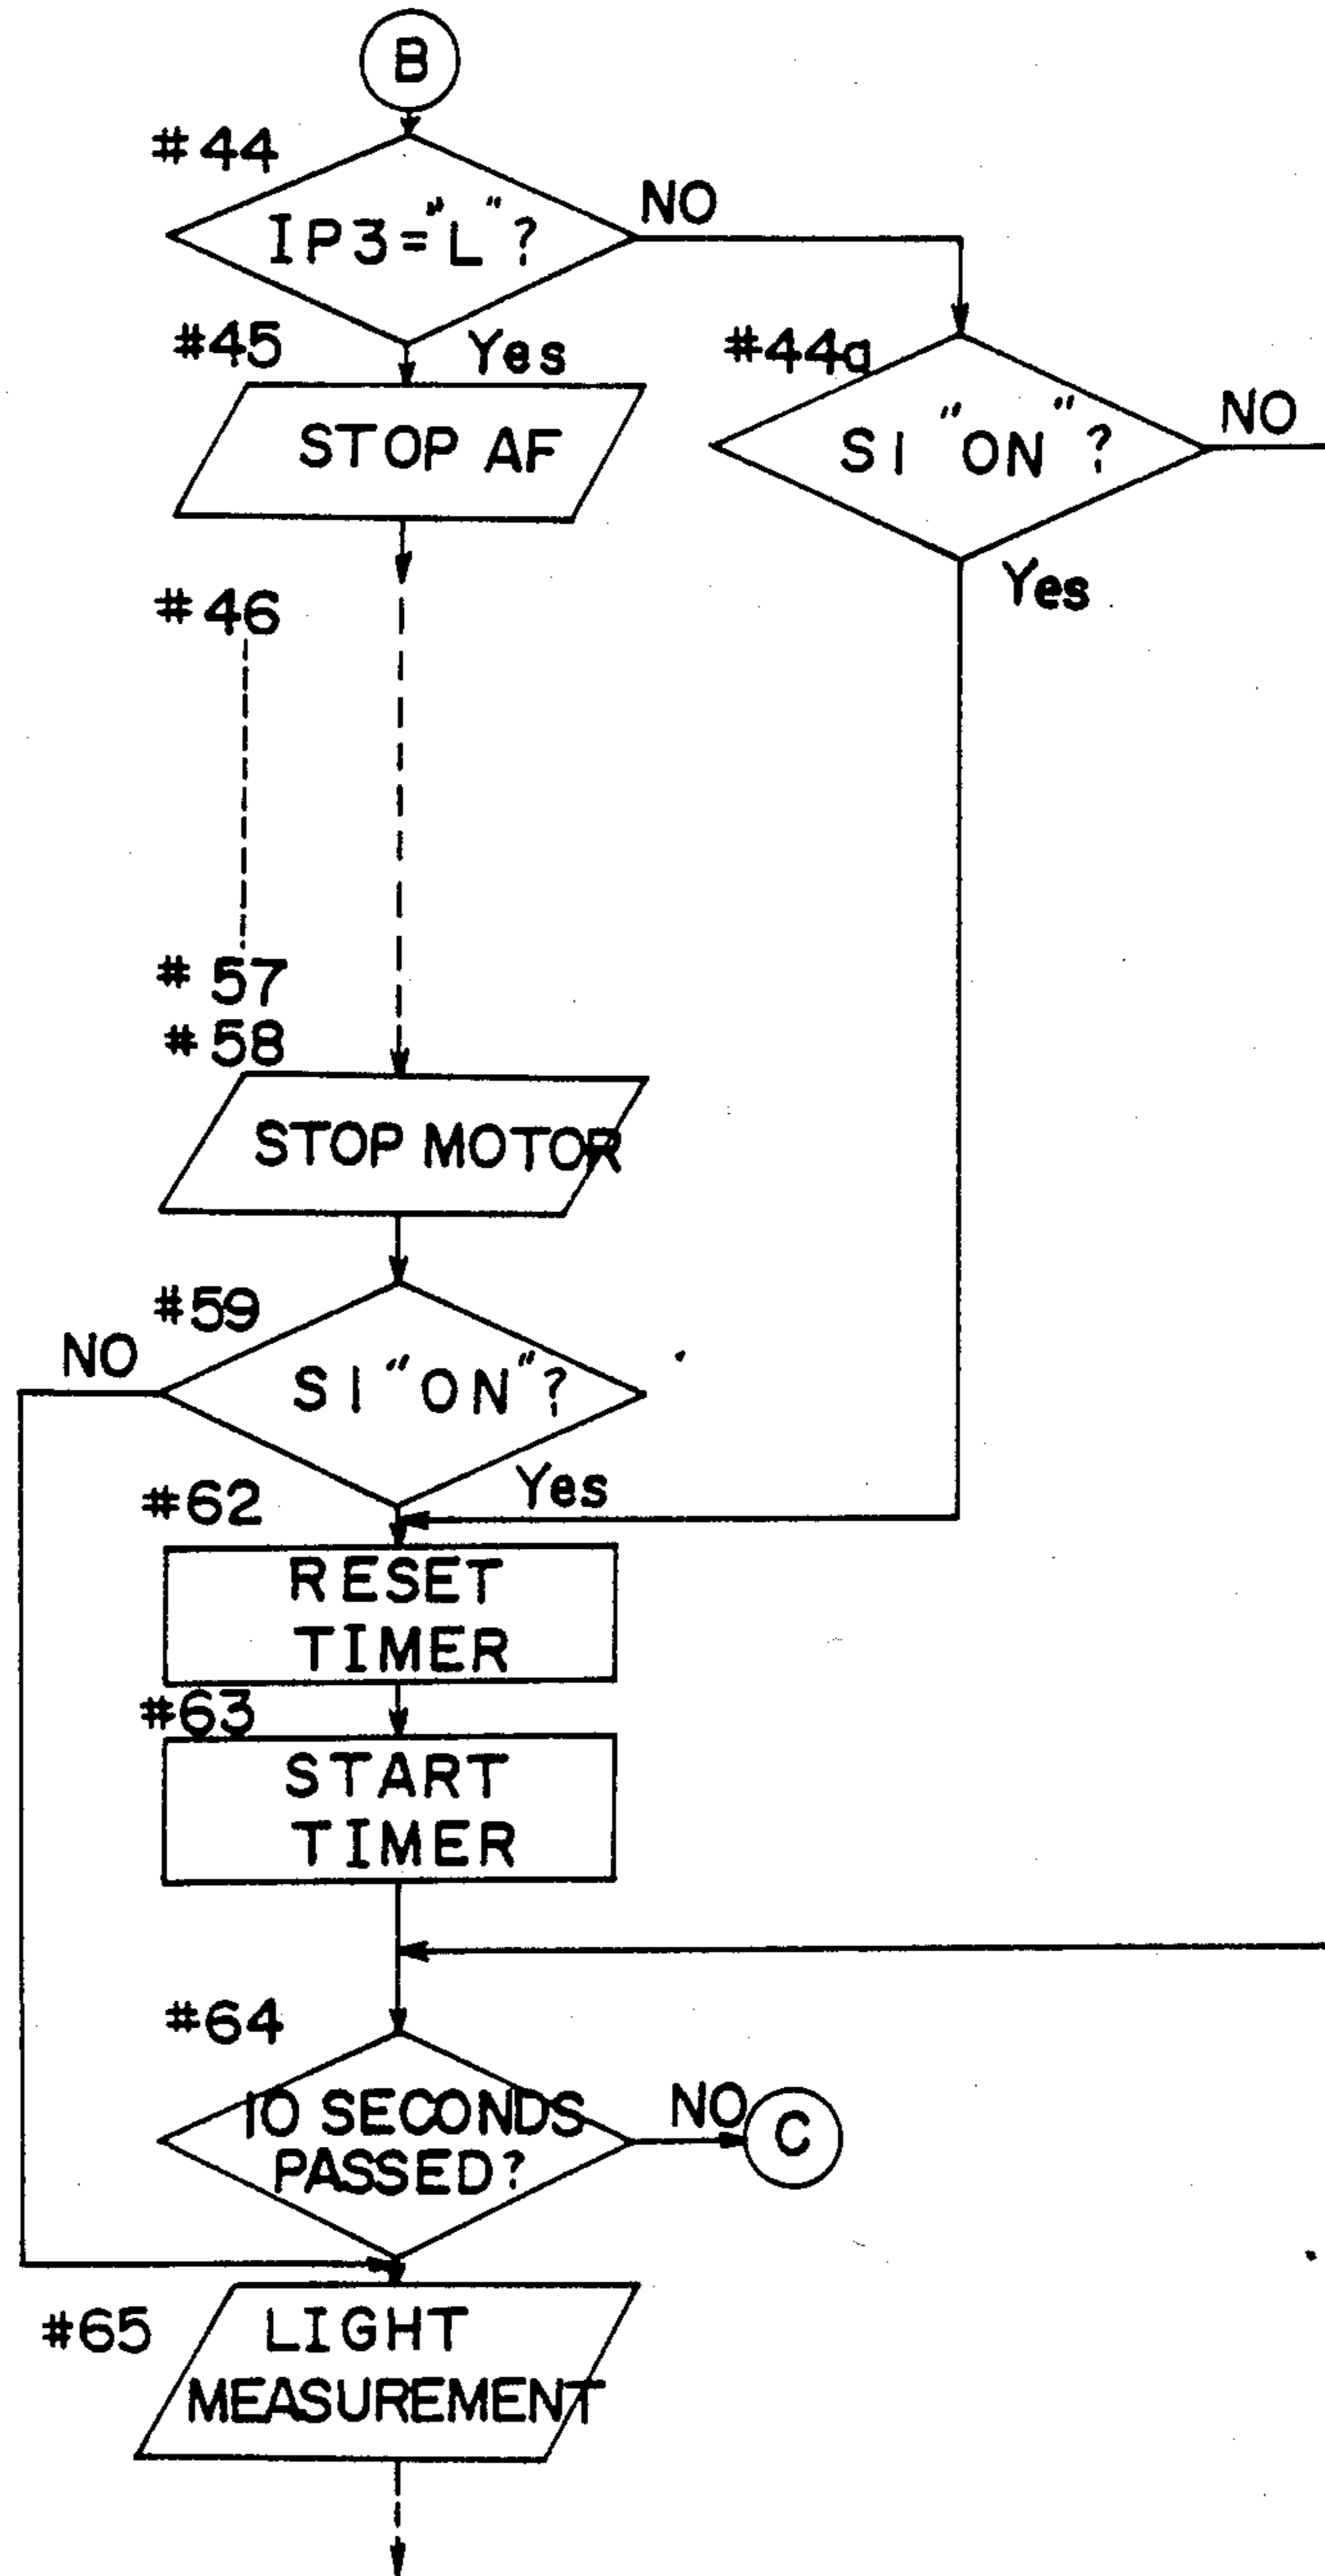 B
#44
IP3="L"?
NO
#45
Yes
#44a
STOP AF
S1 "ON"?
NO
Yes
#46
#57
#58
STOP MOTOR
#59
NO
S1 "ON"?
Yes
#62
RESET
TIMER
#63
START
TIMER
#64
10 SECONDS
PASSED?
NO
C
#65
LIGHT
MEASUREMENT